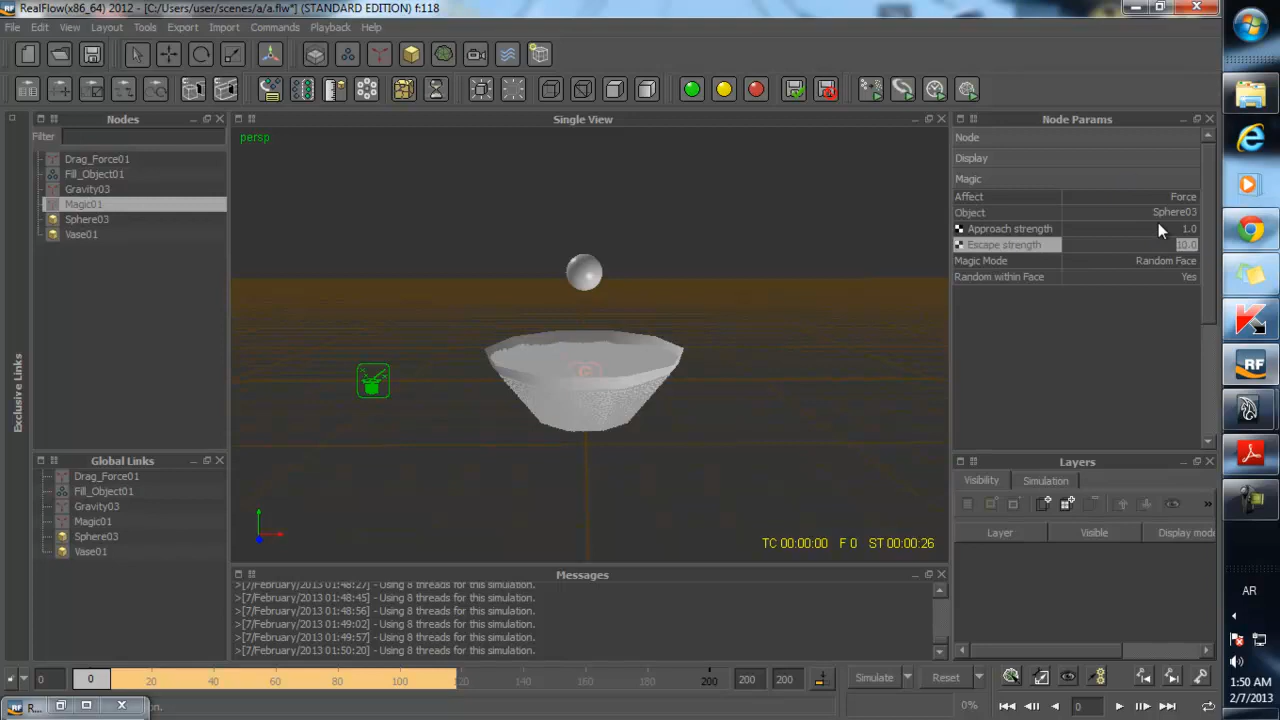 RealFlow(x86_64) 2012 - [C:/Users/user/scenes/a/a.flw*] (STANDARD EDITION) f:118
File Edit View Layout Tools Export Import Commands Playback Help
Nodes
Filter
Drag_Force01
Fill_Object01
Gravity03
Magic01
Sphere03
Vase01
Exclusive Links
Global Links
Drag_Force01
Fill_Object01
Gravity03
Magic01
Sphere03
Vase01
Single View
persp
TC 00:00:00 F 0 ST 00:00:26
Messages
>[7/February/2013 01:48:27] - Using 8 threads for this simulation.
>[7/February/2013 01:48:45] - Using 8 threads for this simulation.
>[7/February/2013 01:48:56] - Using 8 threads for this simulation.
>[7/February/2013 01:49:02] - Using 8 threads for this simulation.
>[7/February/2013 01:49:57] - Using 8 threads for this simulation.
>[7/February/2013 01:50:20] - Using 8 threads for this simulation.
Node Params
Node
Display
Magic
Affect Force
Object Sphere03
Approach strength 1.0
Escape strength 10.0
Magic Mode Random Face
Random within Face Yes
Layers
Visibility Simulation
Layer Visible Display mode
0 0 20 40 60 80 100 120 140 160 180 200 200 200
Simulate Reset
0% 0
RF R...
on.
RF
AR
1:50 AM
2/7/2013